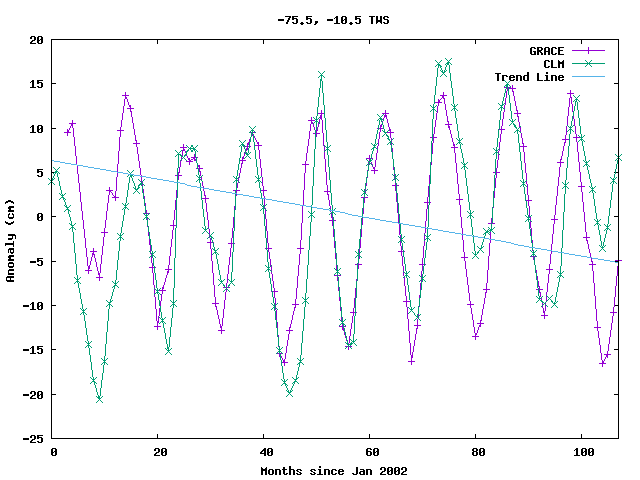 -75.5, -10.5 TWS
GRACE
CLM
Trend Line
20
15
10
5
0
-5
-10
-15
-20
-25
Anomaly (cm)
0 20 40 60 80 100
Months since Jan 2002